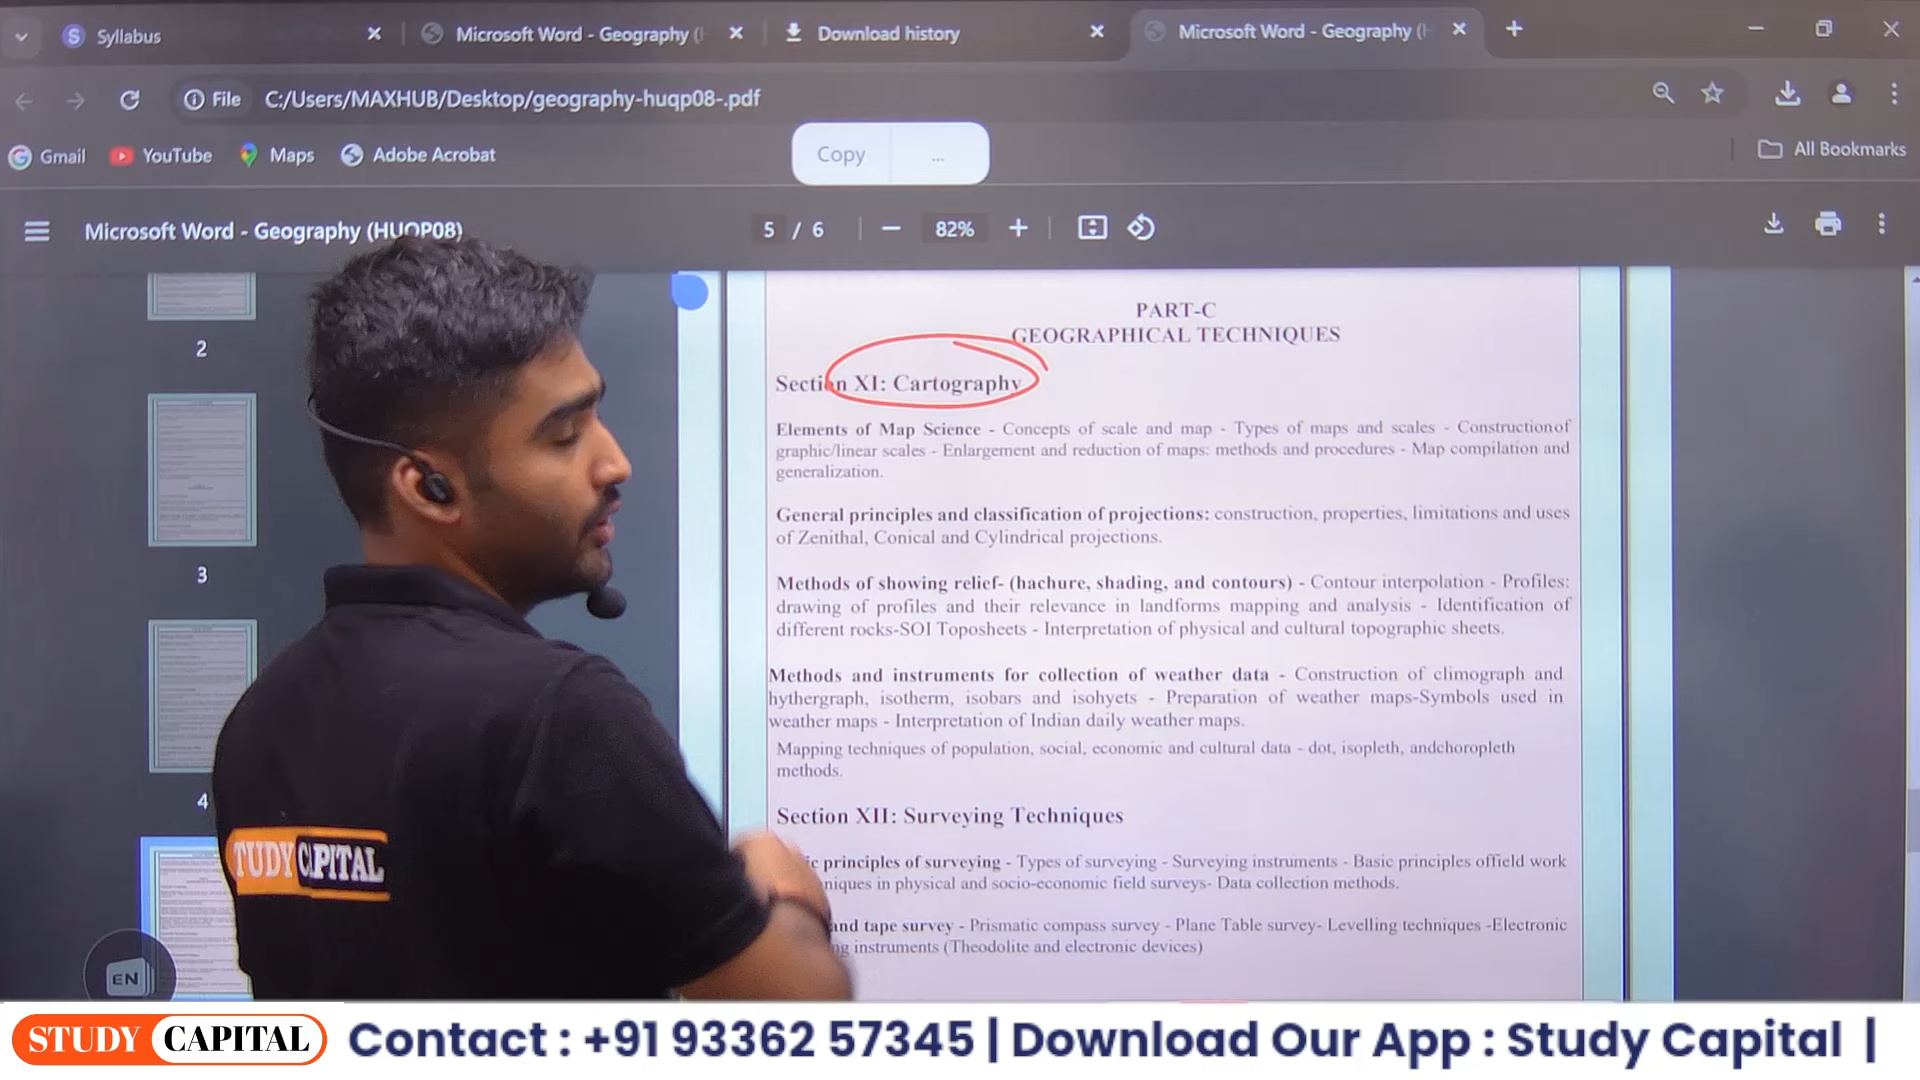 Syllabus
Microsoft Word - Geography (H
Download history
Microsoft Word - Geography (H
File C:/Users/MAXHUB/Desktop/geography-huqp08-.pdf
Gmail YouTube Maps Adobe Acrobat
Copy ...
All Bookmarks
Microsoft Word - Geography (HUQP08)
5 / 6 82%
2
3
4
EN
PART-C
GEOGRAPHICAL TECHNIQUES
Section XI: Cartography
Elements of Map Science - Concepts of scale and map - Types of maps and scales - Constructionof
graphic/linear scales - Enlargement and reduction of maps: methods and procedures - Map compilation and
generalization.
General principles and classification of projections: construction, properties, limitations and uses
of Zenithal, Conical and Cylindrical projections.
Methods of showing relief- (hachure, shading, and contours) - Contour interpolation - Profiles:
drawing of profiles and their relevance in landforms mapping and analysis - Identification of
different rocks-SOI Toposheets - Interpretation of physical and cultural topographic sheets.
Methods and instruments for collection of weather data - Construction of climograph and
hythergraph, isotherm, isobars and isohyets - Preparation of weather maps-Symbols used in
weather maps - Interpretation of Indian daily weather maps.
Mapping techniques of population, social, economic and cultural data - dot, isopleth, andchoropleth
methods.
Section XII: Surveying Techniques
principles of surveying - Types of surveying - Surveying instruments - Basic principles offield work
niques in physical and socio-economic field surveys- Data collection methods.
and tape survey - Prismatic compass survey - Plane Table survey- Levelling techniques -Electronic
ng instruments (Theodolite and electronic devices)
TUDY CAPITAL
STUDY CAPITAL Contact : +91 93362 57345 | Download Our App : Study Capital |